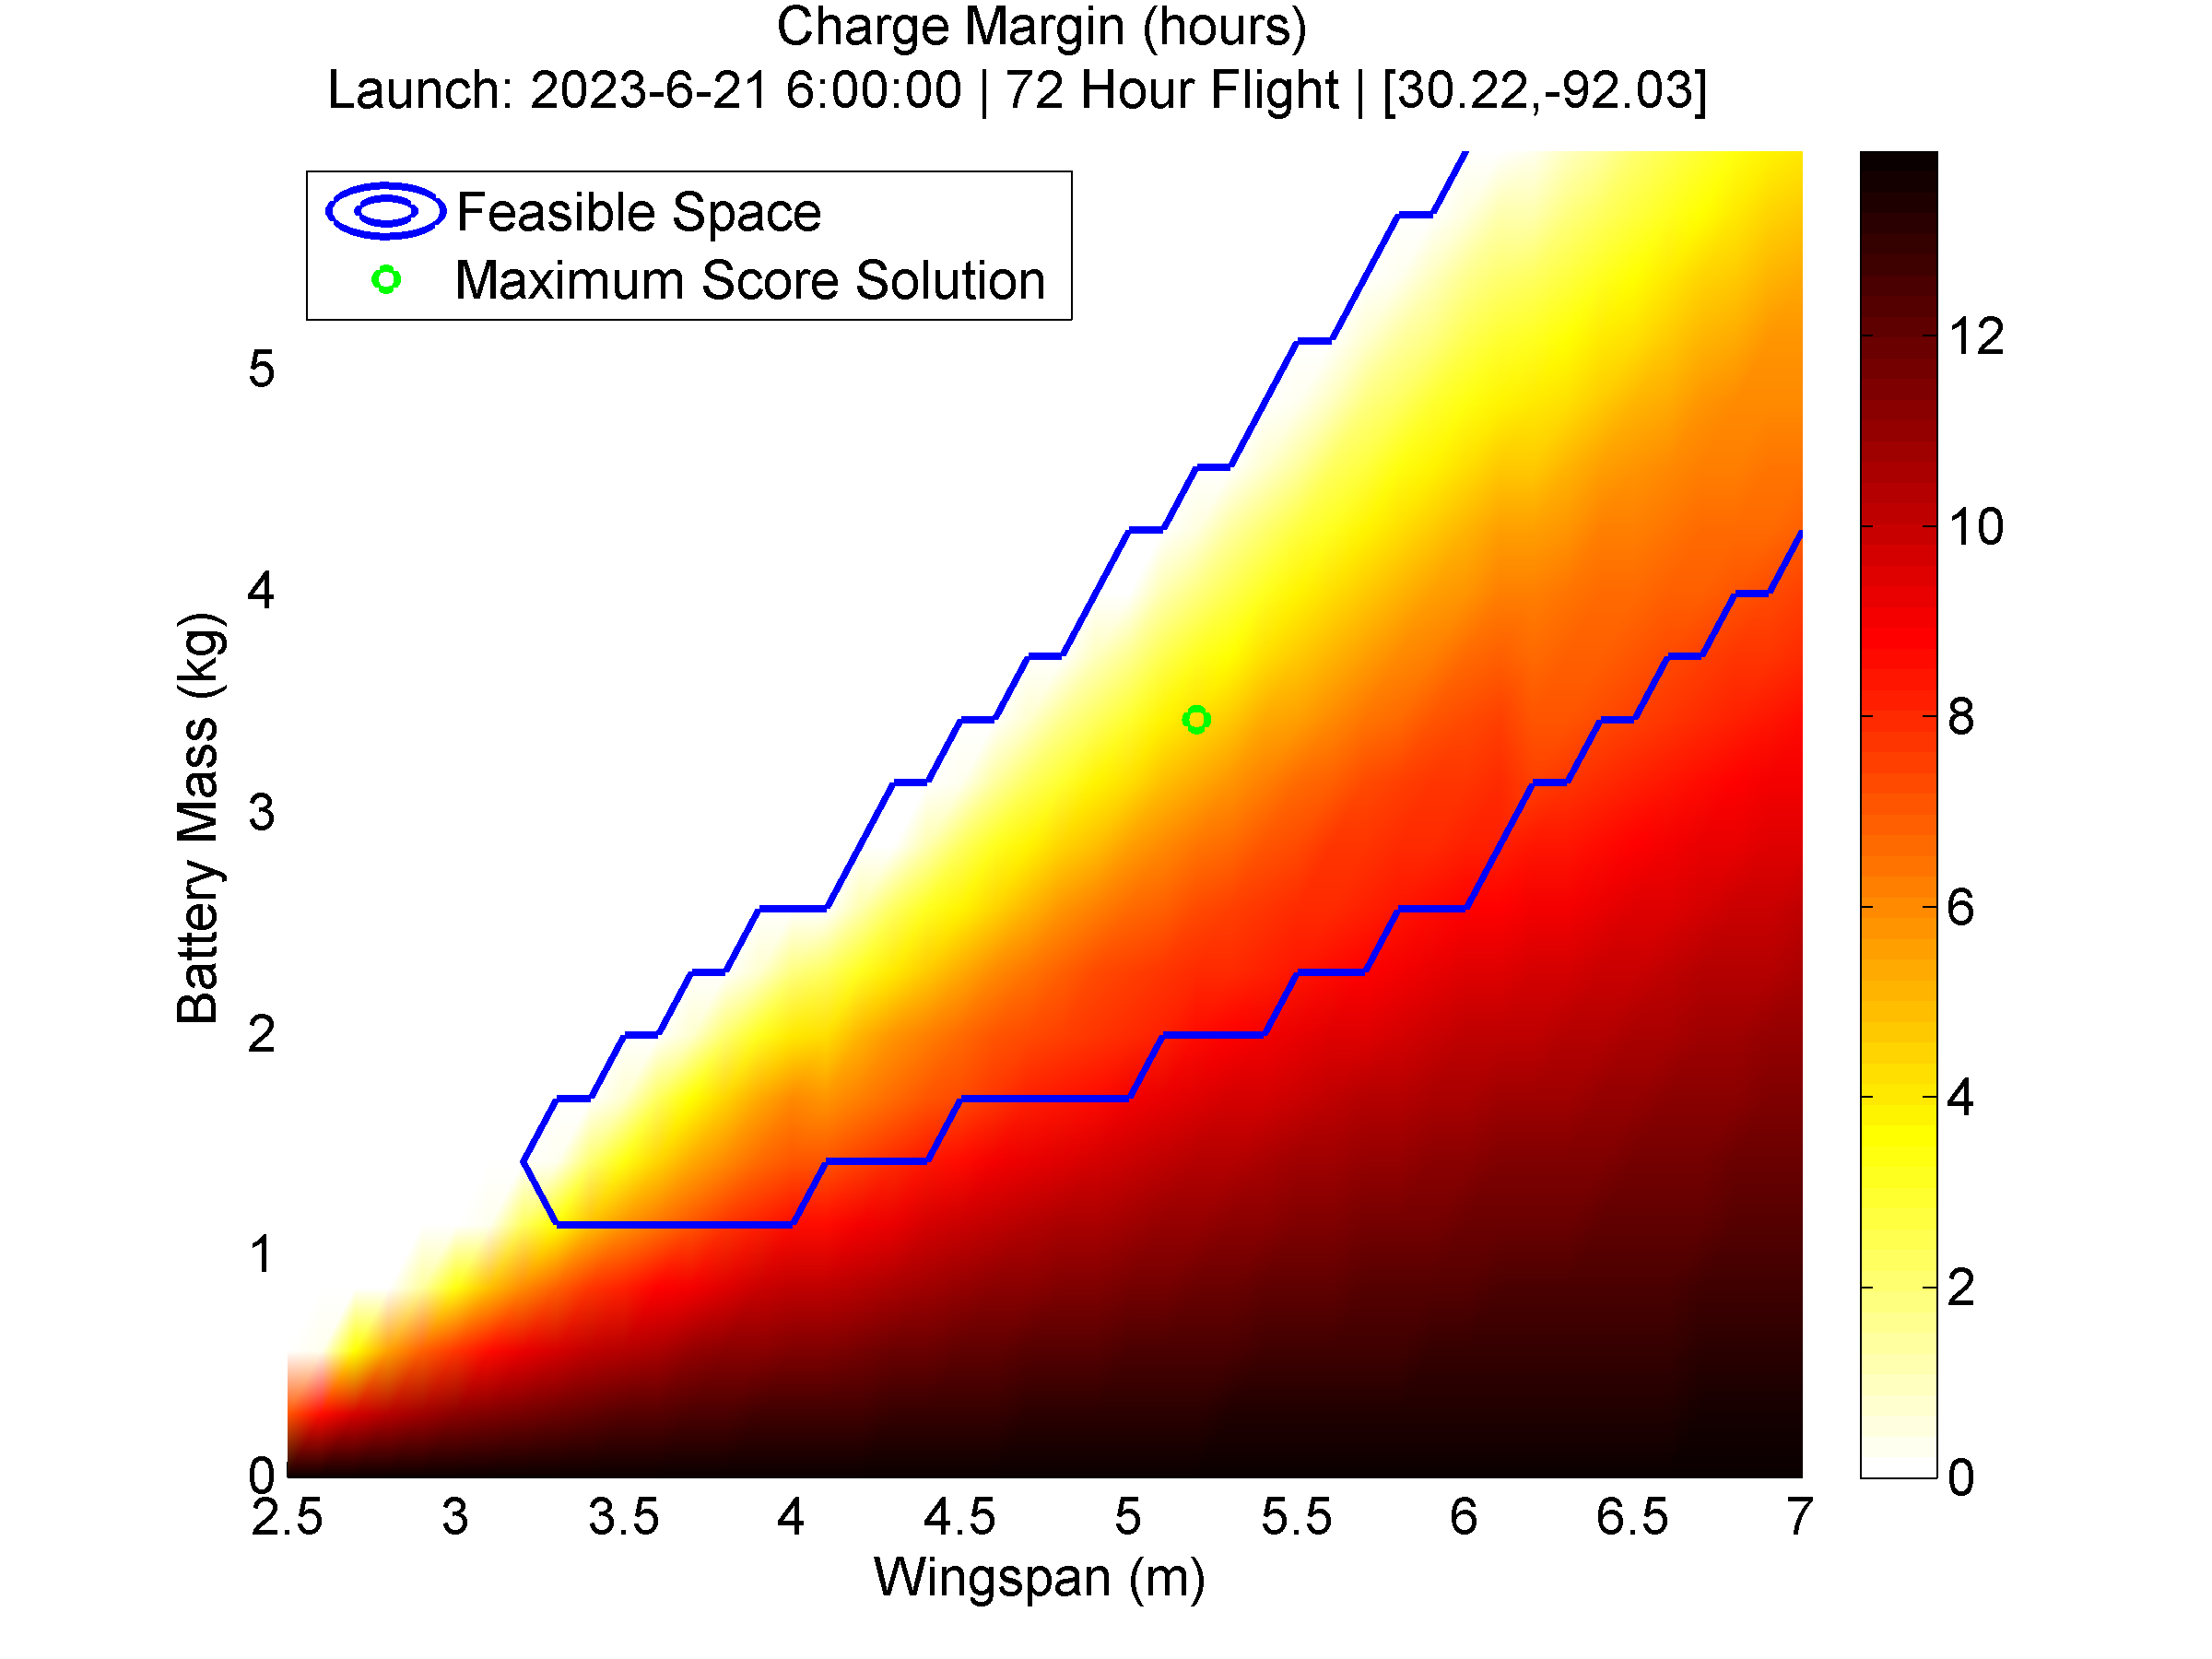 Charge Margin (hours)
Launch: 2023-6-21 6:00:00 | 72 Hour Flight | [30.22,-92.03]
Feasible Space
Maximum Score Solution
Battery Mass (kg)
5
4
3
2
1
0
2.5 3 3.5 4 4.5 5 5.5 6 6.5 7
Wingspan (m)
12
10
8
6
4
2
0